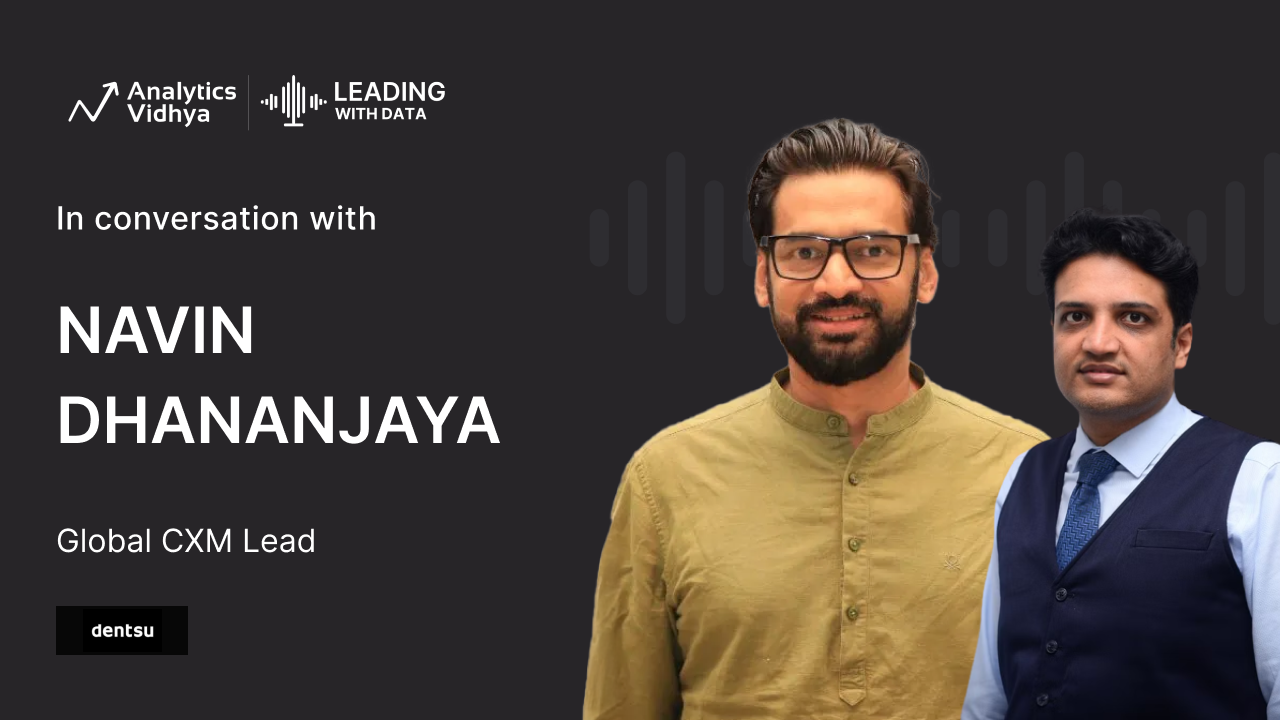 Analytics
Vidhya
LEADING
WITH DATA
In conversation with
NAVIN
DHANANJAYA
Global CXM Lead
dentsu